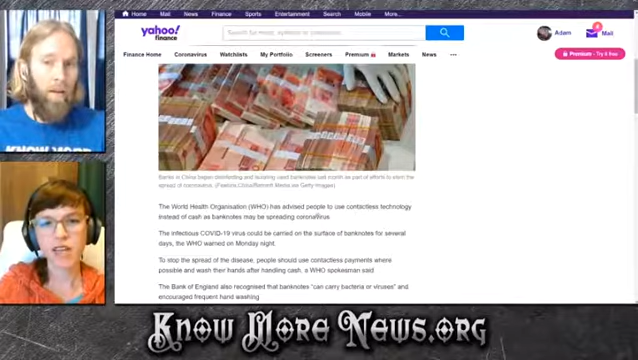 Home Mail News Finance Sports Entertainment Search Mobile More...
yahoo!
finance
Search for news, symbols or companies
Adam
Mail
Finance Home Coronavirus Watchlists My Portfolio Screeners Premium Markets News ...
Premium - Try it free
KNOW MORE
Banks in China began disinfecting and isolating used banknotes last month as part of efforts to stem the
spread of coronavirus. (Feature China/Barcroft Media via Getty Images)
The World Health Organisation (WHO) has advised people to use contactless technology
instead of cash as banknotes may be spreading coronavirus
The infectious COVID-19 virus could be carried on the surface of banknotes for several
days, the WHO warned on Monday night.
To stop the spread of the disease, people should use contactless payments where
possible and wash their hands after handling cash, a WHO spokesman said
The Bank of England also recognised that banknotes "can carry bacteria or viruses" and
encouraged frequent hand washing
Know More News.org